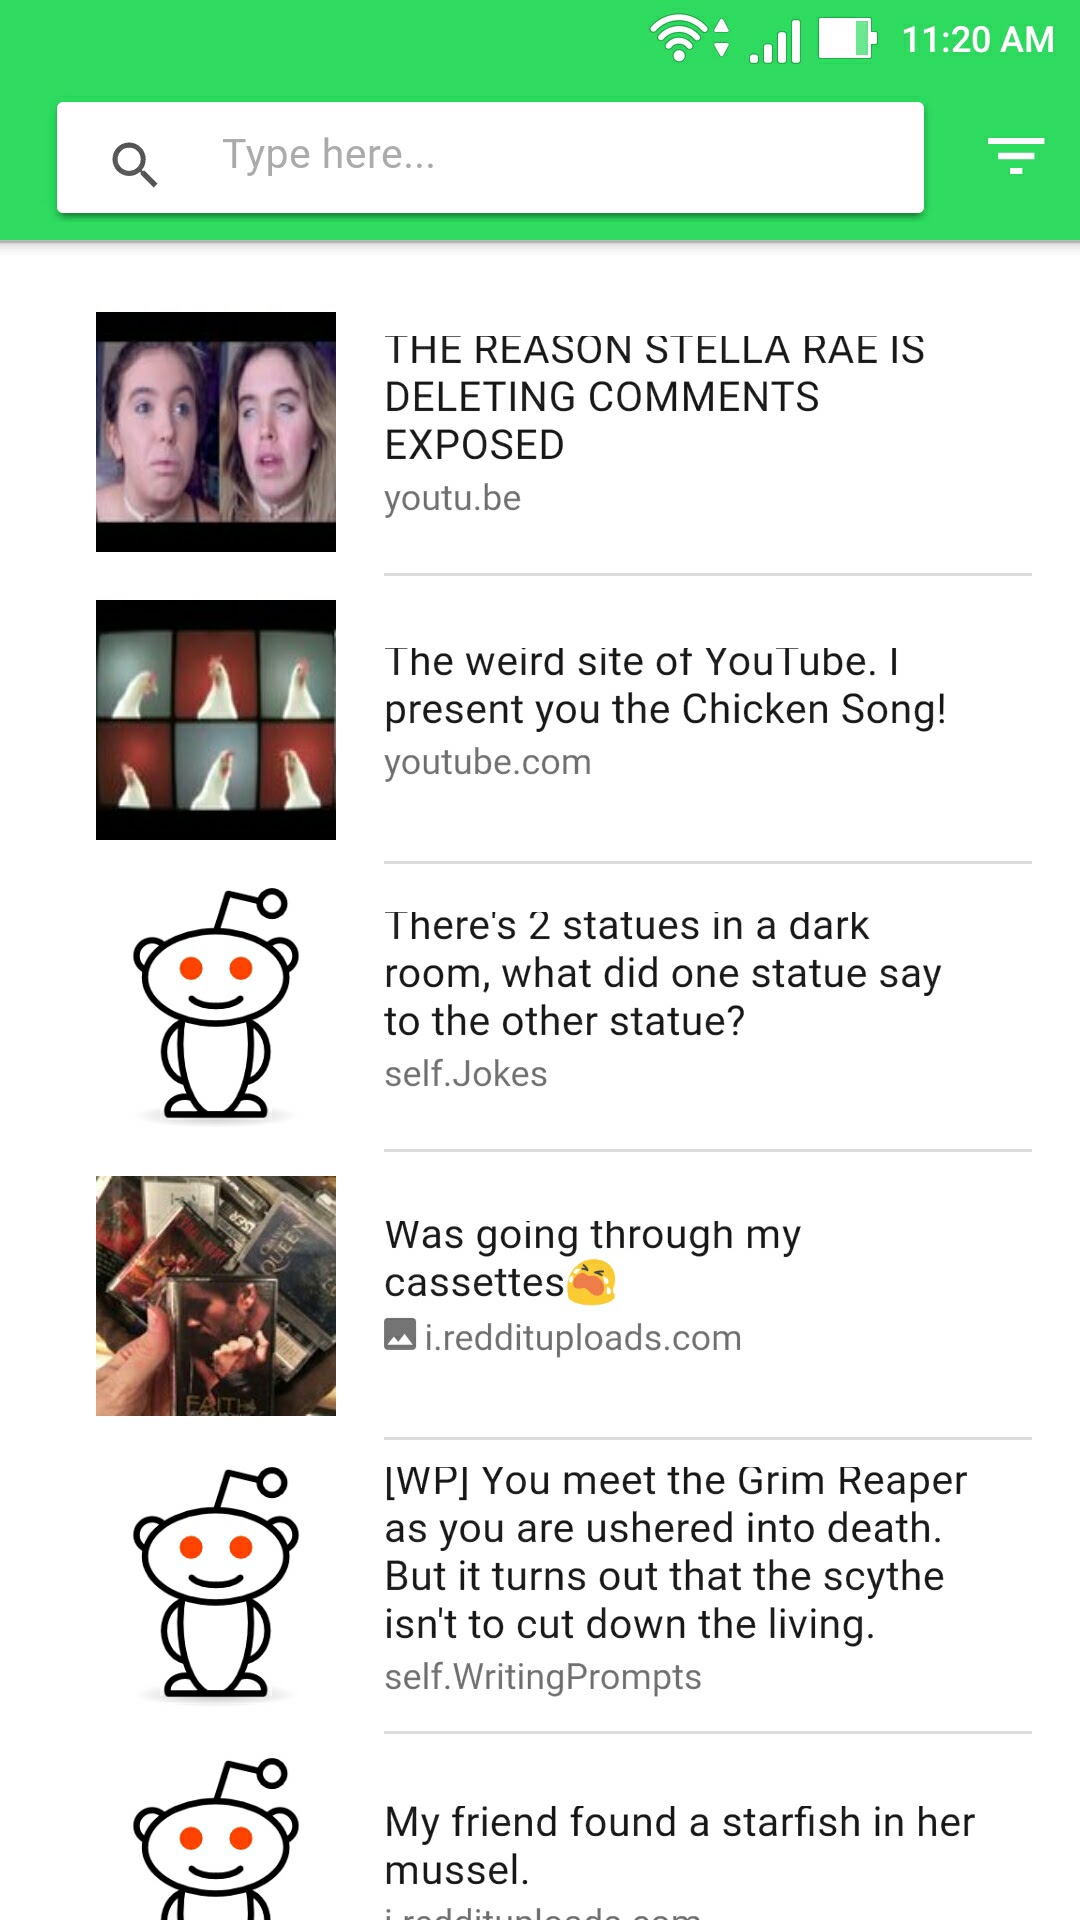 11:20 AM
Type here...
THE REASON STELLA RAE IS
DELETING COMMENTS
EXPOSED
youtu.be
The weird site of YouTube. I
present you the Chicken Song!
youtube.com
There's 2 statues in a dark
room, what did one statue say
to the other statue?
self.Jokes
Was going through my
cassettes😭
i.reddituploads.com
QUEEN
FAITH
[WP] You meet the Grim Reaper
as you are ushered into death.
But it turns out that the scythe
isn't to cut down the living.
self.WritingPrompts
My friend found a starfish in her
mussel.
i.reddituploads.com